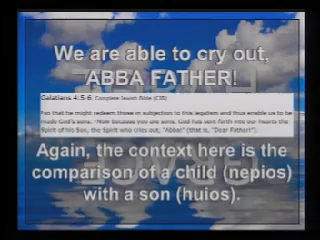 We are able to cry out,
ABBA FATHER!
Galatians 4:5-6 Complete Jewish Bible (CJB)
5so that he might redeem those in subjection to this legalism and thus enable us to be
made God's sons. 6Now because you are sons, God has sent forth into our hearts the
Spirit of his Son, the Spirit who cries out, "Abba!" (that is, "Dear Father!").
Again, the context here is the
comparison of a child (nepios)
with a son (huios).